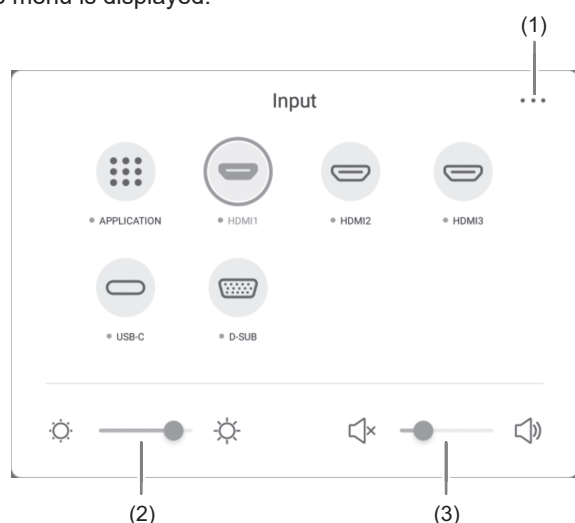 menu is displayed.
(1)
Input
APPLICATION
HDMI1
HDMI2
HDMI3
USB-C
D-SUB
(2)
(3)